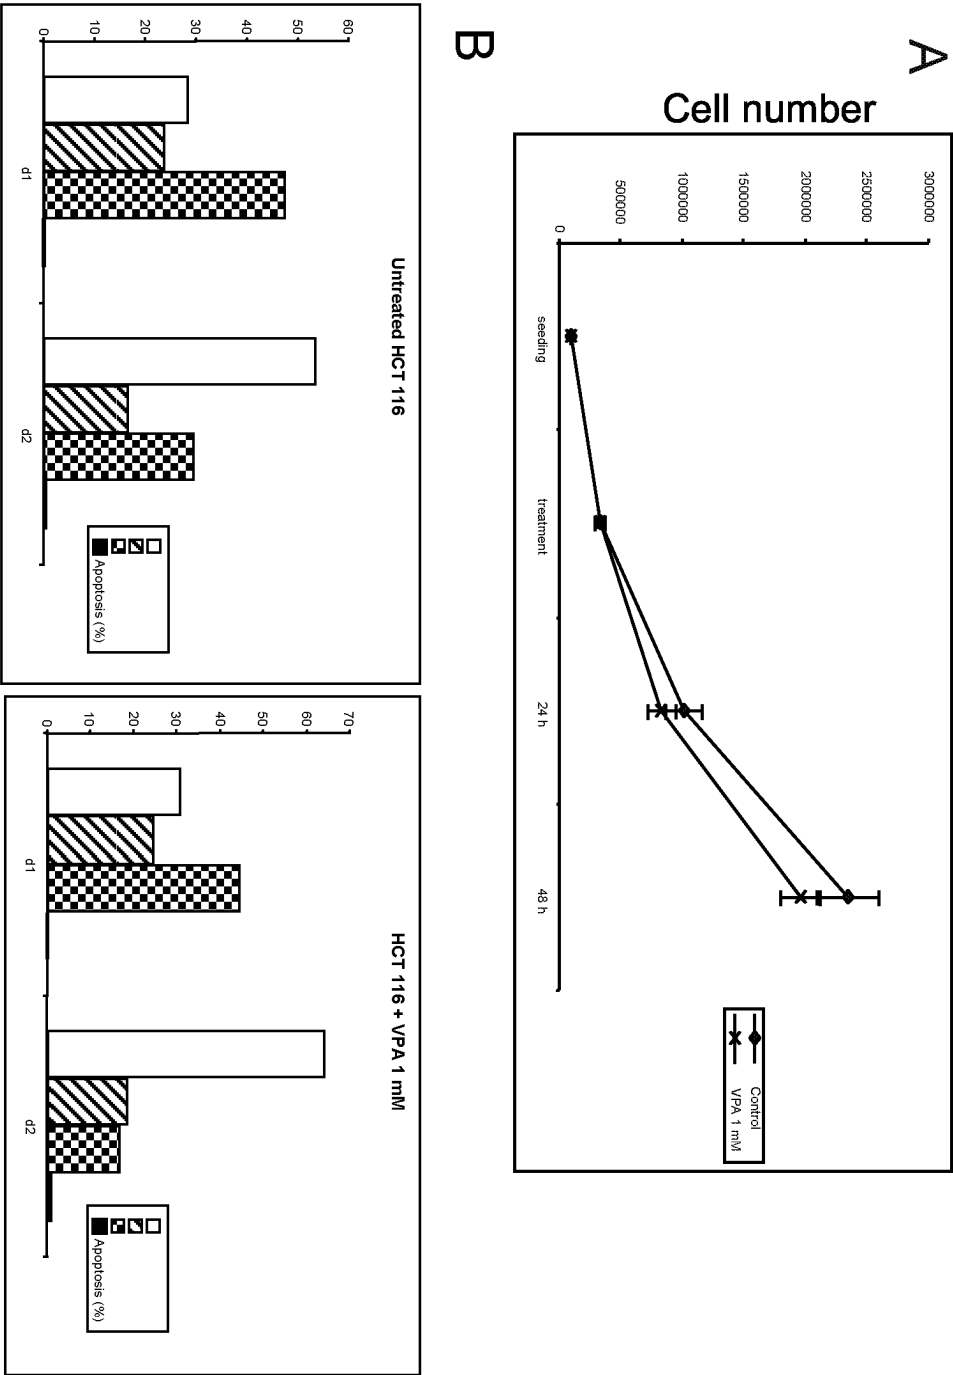 A
Cell number
3000000
2500000
2000000
1500000
1000000
500000
0
seeding
treatment
24 h
48 h
Control
VPA 1 mM
B
Untreated HCT 116
60
50
40
30
20
10
0
d1
d2
Apoptosis (%)
HCT 116 + VPA 1 mM
70
60
50
40
30
20
10
0
d1
d2
Apoptosis (%)